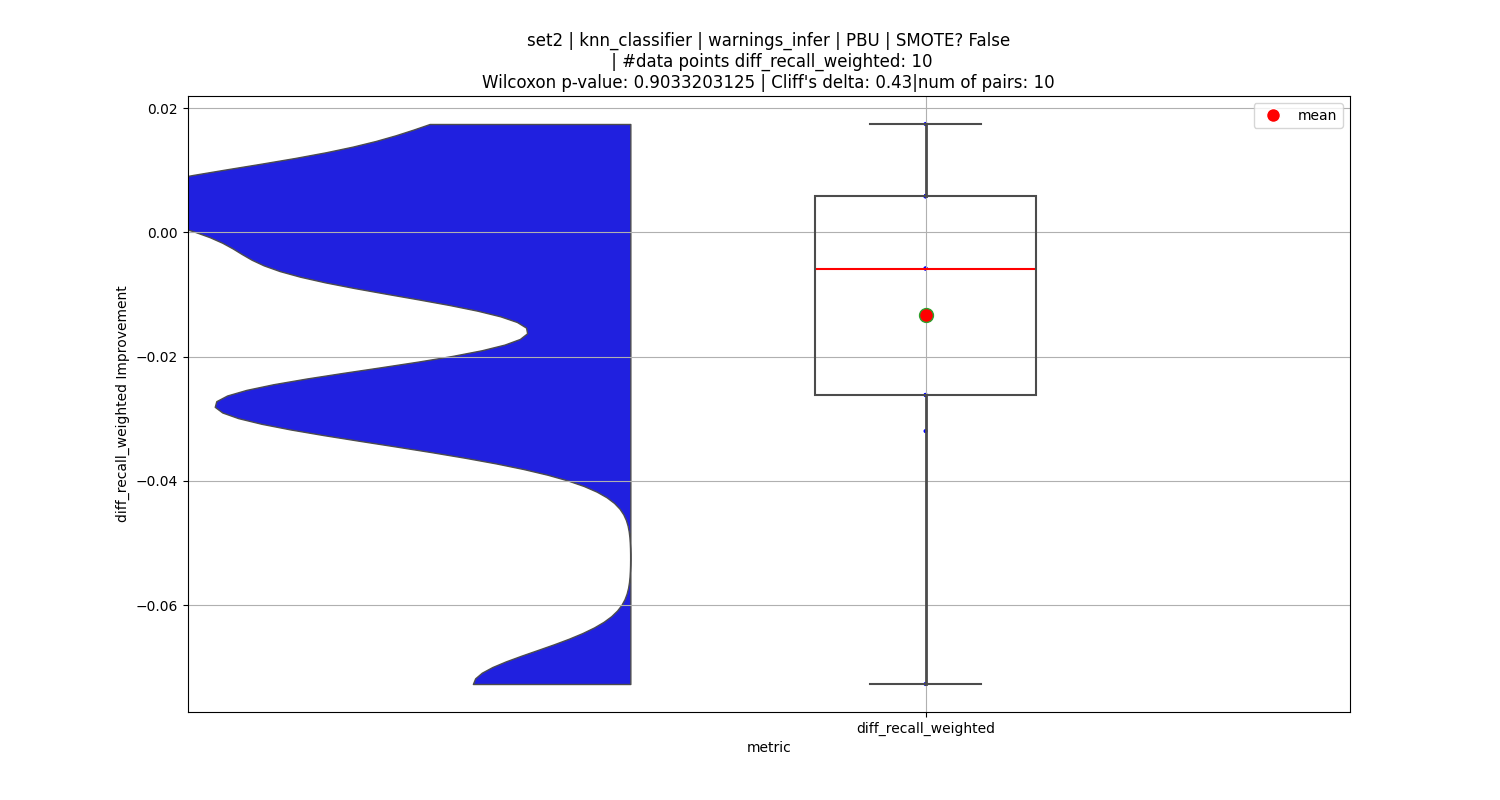 set2 | knn_classifier | warnings_infer | PBU | SMOTE? False
| #data points diff_recall_weighted: 10
Wilcoxon p-value: 0.9033203125 | Cliff's delta: 0.43|num of pairs: 10
mean
0.02
0.00
−0.02
−0.04
−0.06
diff_recall_weighted Improvement
diff_recall_weighted
metric